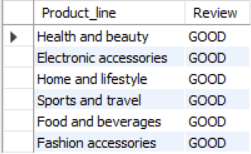 Product_line Review
Health and beauty GOOD
Electronic accessories GOOD
Home and lifestyle GOOD
Sports and travel GOOD
Food and beverages GOOD
Fashion accessories GOOD